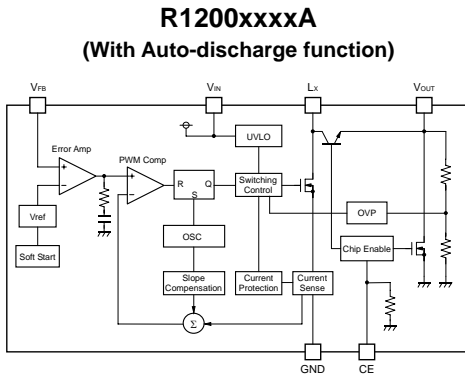 R1200xxxxA
(With Auto-discharge function)
VFB
VIN
LX
VOUT
Error Amp
+
−
PWM Comp
+
−
UVLO
R
Q
S
Switching
Control
Vref
OVP
Soft Start
OSC
Chip Enable
Slope
Compensation
Current
Protection
Current
Sense
Σ
GND
CE